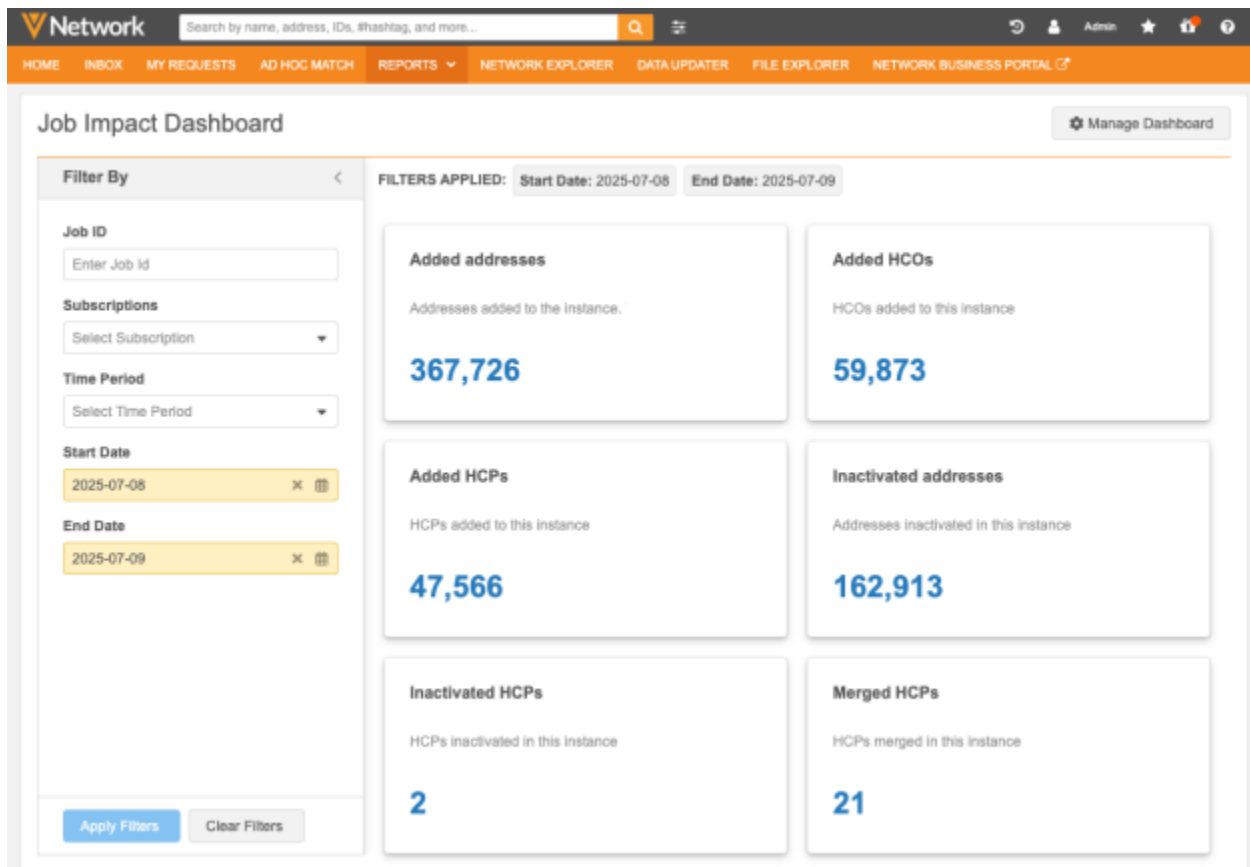 Network
Search by name, address, IDs, #hashtag, and more...
Admin
HOME INBOX MY REQUESTS AD HOC MATCH REPORTS NETWORK EXPLORER DATA UPDATER FILE EXPLORER NETWORK BUSINESS PORTAL
Job Impact Dashboard
Manage Dashboard
Filter By
Job ID
Enter Job Id
Subscriptions
Select Subscription
Time Period
Select Time Period
Start Date
2025-07-08
End Date
2025-07-09
Apply Filters
Clear Filters
FILTERS APPLIED: Start Date: 2025-07-08 End Date: 2025-07-09
Added addresses
Addresses added to the instance.
367,726
Added HCOs
HCOs added to this instance
59,873
Added HCPs
HCPs added to this instance
47,566
Inactivated addresses
Addresses inactivated in this instance
162,913
Inactivated HCPs
HCPs inactivated in this instance
2
Merged HCPs
HCPs merged in this instance
21